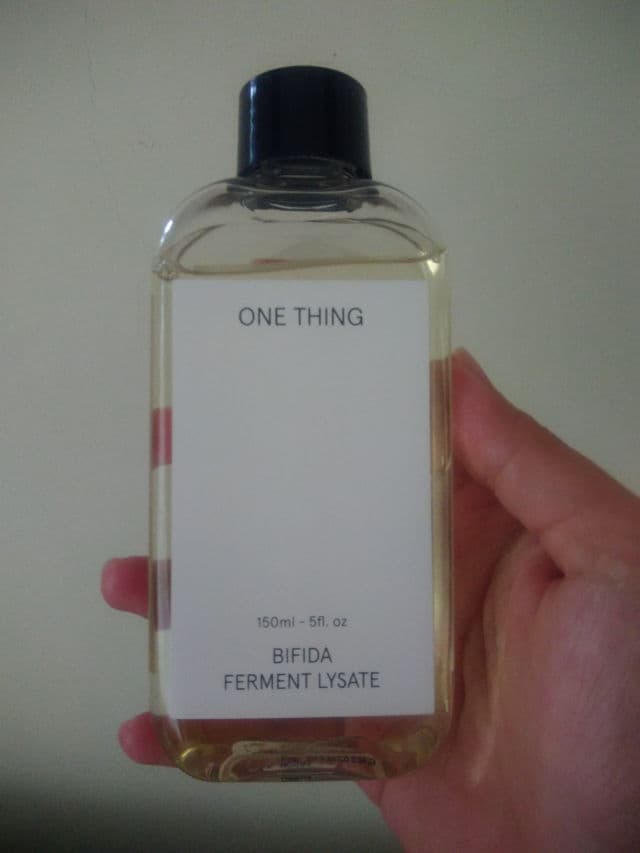 ONE THING
150ml - 5fl. oz
BIFIDA
FERMENT LYSATE